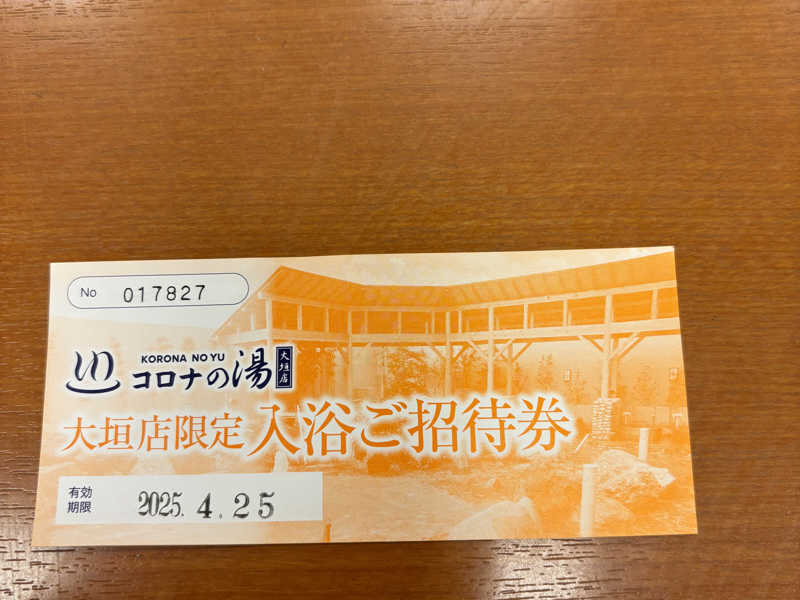 No 017827
KORONA NO YU
コロナの湯 大垣店
大垣店限定 入浴ご招待券
有効期限 2025. 4. 25